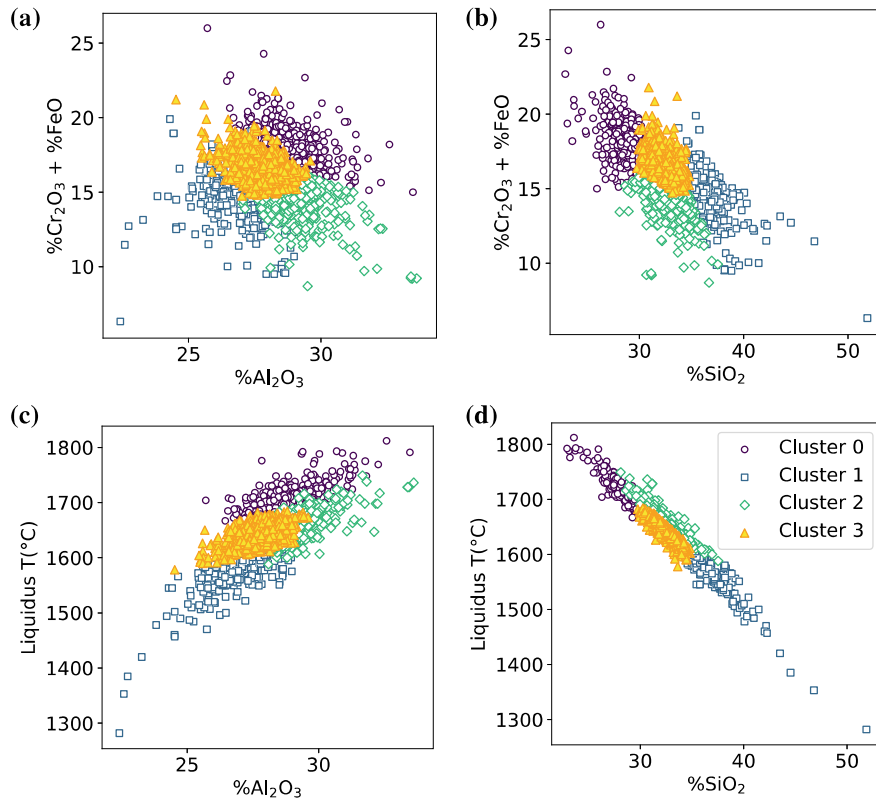 (a)
%Cr₂O₃ + %FeO
25
20
15
10
25
30
%Al₂O₃
(b)
%Cr₂O₃ + %FeO
25
20
15
10
30
40
50
%SiO₂
(c)
Liquidus T(°C)
1800
1700
1600
1500
1400
1300
25
30
%Al₂O₃
(d)
Liquidus T(°C)
1800
1700
1600
1500
1400
1300
30
40
50
%SiO₂
Cluster 0
Cluster 1
Cluster 2
Cluster 3